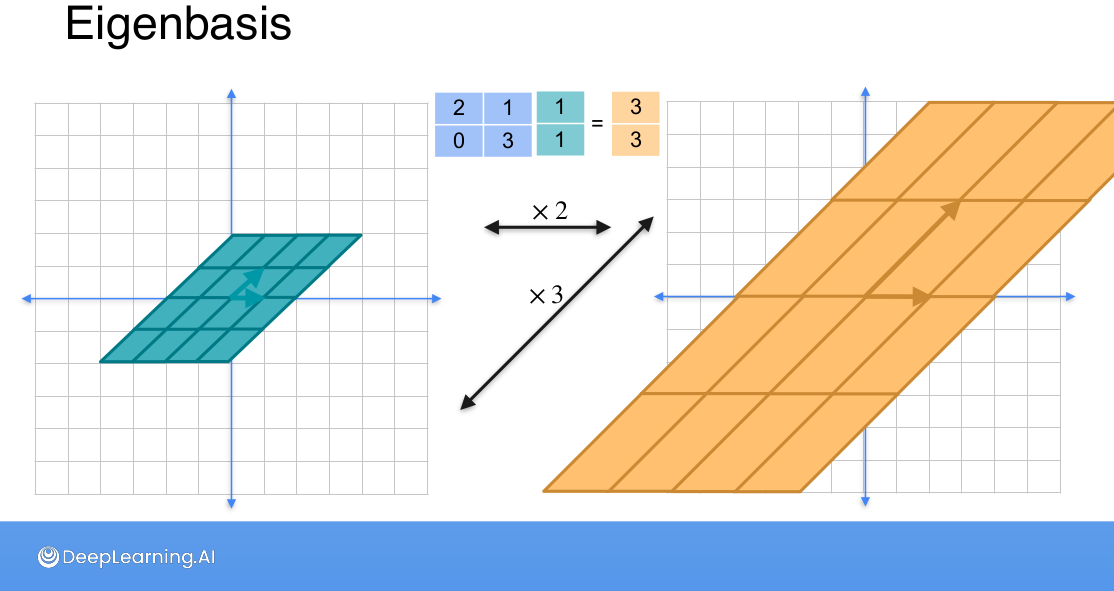 Eigenbasis
2 1 1 = 3
0 3 1 3
× 2
× 3
DeepLearning.AI